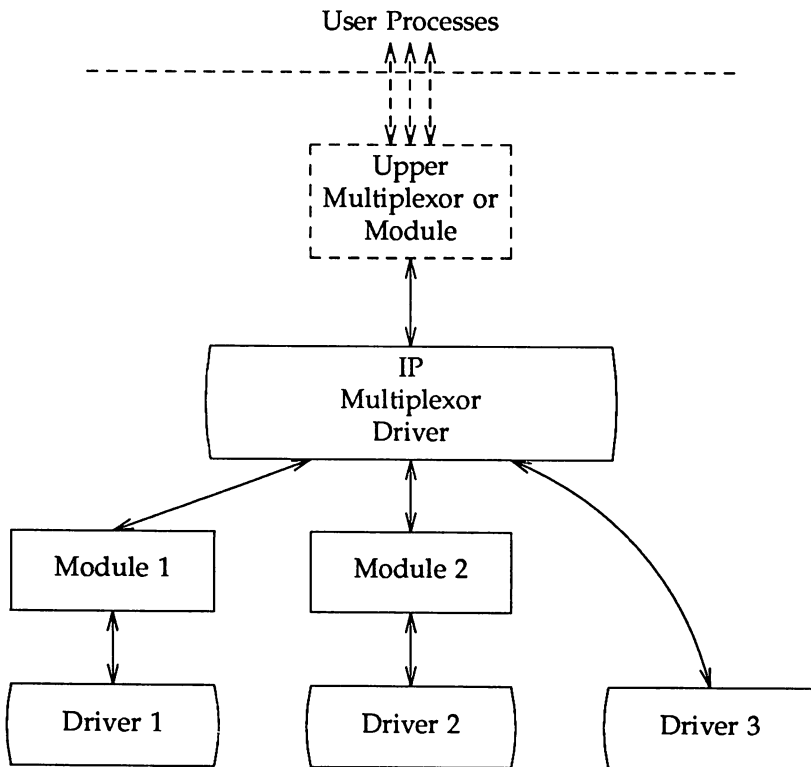 User Processes
Upper
Multiplexor or
Module
IP
Multiplexor
Driver
Module 1
Module 2
Driver 1
Driver 2
Driver 3